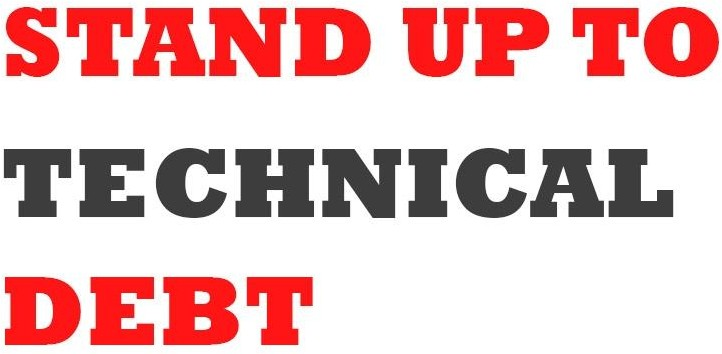 STAND UP TO
TECHNICAL
DEBT